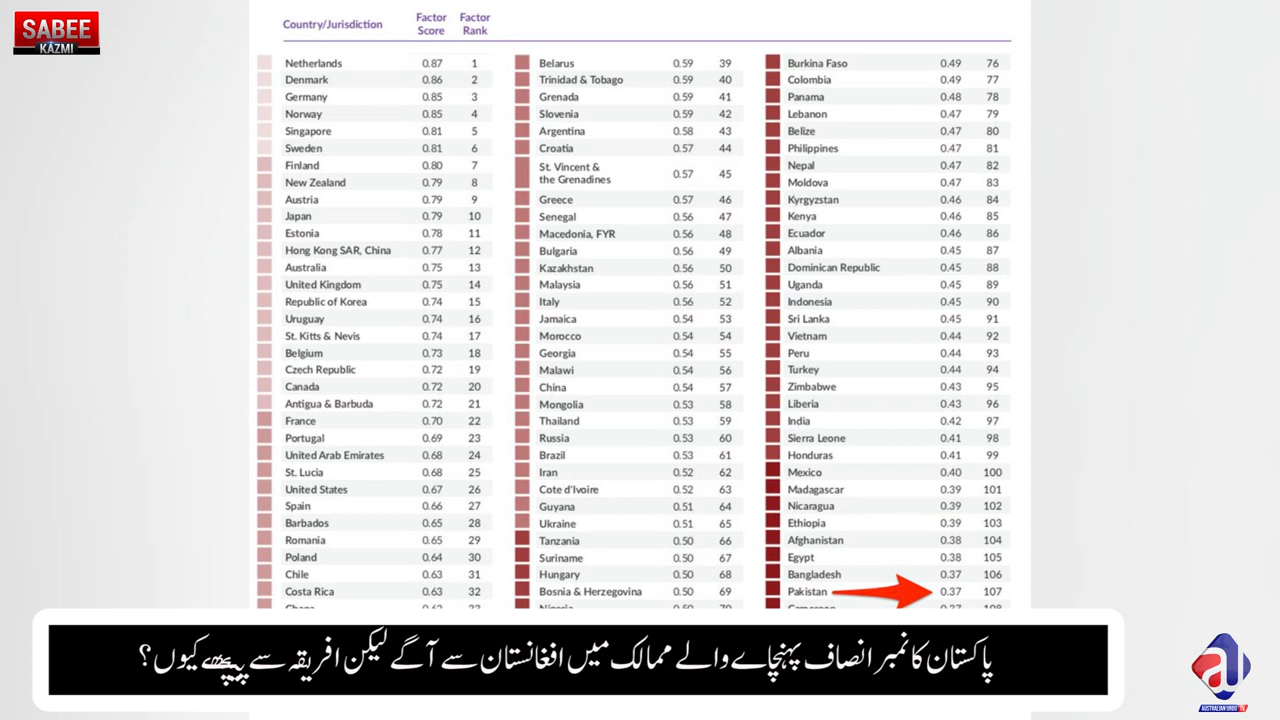 SABEE
KAZMI
Country/Jurisdiction Factor Score Factor Rank
Netherlands 0.87 1
Denmark 0.86 2
Germany 0.85 3
Norway 0.85 4
Singapore 0.81 5
Sweden 0.81 6
Finland 0.80 7
New Zealand 0.79 8
Austria 0.79 9
Japan 0.79 10
Estonia 0.78 11
Hong Kong SAR, China 0.77 12
Australia 0.75 13
United Kingdom 0.75 14
Republic of Korea 0.74 15
Uruguay 0.74 16
St. Kitts & Nevis 0.74 17
Belgium 0.73 18
Czech Republic 0.72 19
Canada 0.72 20
Antigua & Barbuda 0.72 21
France 0.70 22
Portugal 0.69 23
United Arab Emirates 0.68 24
St. Lucia 0.68 25
United States 0.67 26
Spain 0.66 27
Barbados 0.65 28
Romania 0.65 29
Poland 0.64 30
Chile 0.63 31
Costa Rica 0.63 32
Belarus 0.59 39
Trinidad & Tobago 0.59 40
Grenada 0.59 41
Slovenia 0.59 42
Argentina 0.58 43
Croatia 0.57 44
St. Vincent &
the Grenadines 0.57 45
Greece 0.57 46
Senegal 0.56 47
Macedonia, FYR 0.56 48
Bulgaria 0.56 49
Kazakhstan 0.56 50
Malaysia 0.56 51
Italy 0.56 52
Jamaica 0.54 53
Morocco 0.54 54
Georgia 0.54 55
Malawi 0.54 56
China 0.54 57
Mongolia 0.53 58
Thailand 0.53 59
Russia 0.53 60
Brazil 0.53 61
Iran 0.52 62
Cote d'Ivoire 0.52 63
Guyana 0.51 64
Ukraine 0.51 65
Tanzania 0.50 66
Suriname 0.50 67
Hungary 0.50 68
Bosnia & Herzegovina 0.50 69
Burkina Faso 0.49 76
Colombia 0.49 77
Panama 0.48 78
Lebanon 0.47 79
Belize 0.47 80
Philippines 0.47 81
Nepal 0.47 82
Moldova 0.47 83
Kyrgyzstan 0.46 84
Kenya 0.46 85
Ecuador 0.46 86
Albania 0.45 87
Dominican Republic 0.45 88
Uganda 0.45 89
Indonesia 0.45 90
Sri Lanka 0.45 91
Vietnam 0.44 92
Peru 0.44 93
Turkey 0.44 94
Zimbabwe 0.43 95
Liberia 0.43 96
India 0.42 97
Sierra Leone 0.41 98
Honduras 0.41 99
Mexico 0.40 100
Madagascar 0.39 101
Nicaragua 0.39 102
Ethiopia 0.39 103
Afghanistan 0.38 104
Egypt 0.38 105
Bangladesh 0.37 106
Pakistan 0.37 107
پاکستان کا نمبر انصاف پہنچانے والے ممالک میں افغانستان سے آگے لیکن افریقہ سے پیچھے کیوں؟
AUSTRALIAN URDU TV